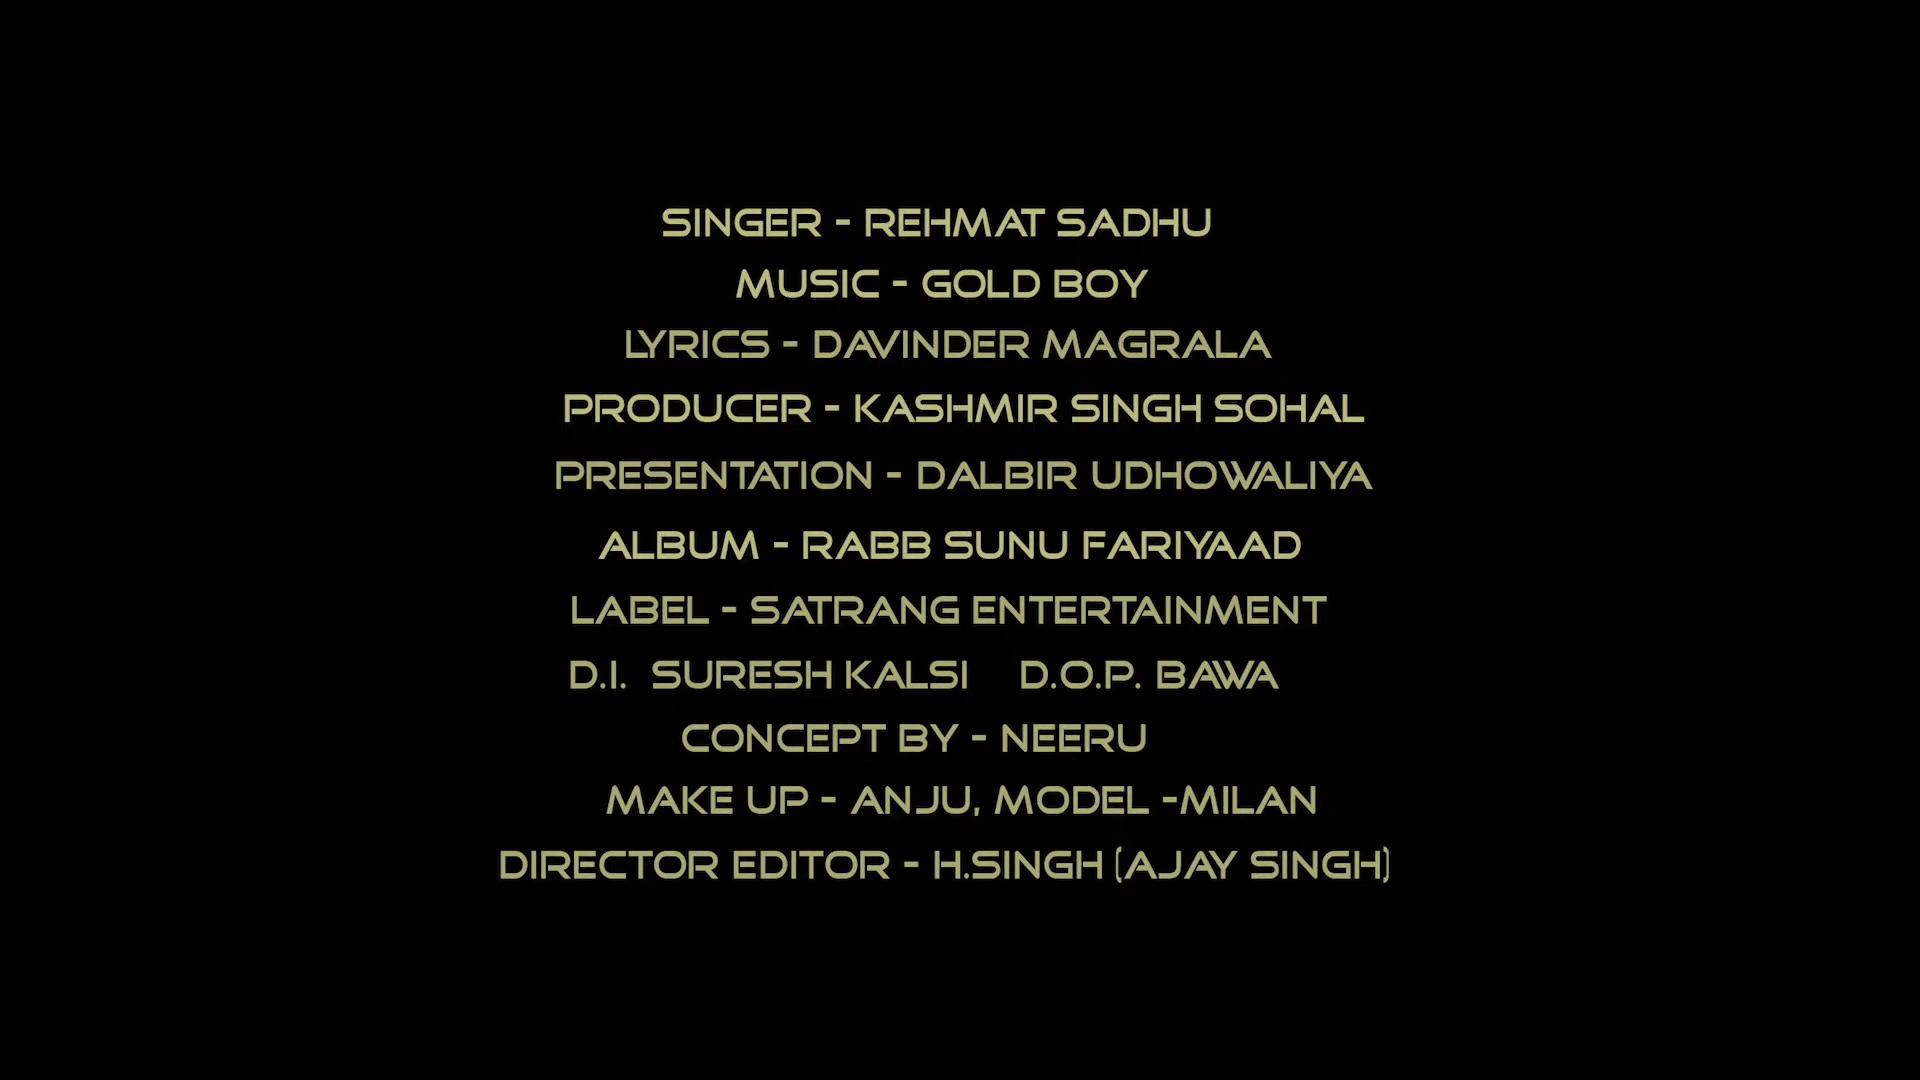 SINGER - REHMAT SADHU
MUSIC - GOLD BOY
LYRICS - DAVINDER MAGRALA
PRODUCER - KASHMIR SINGH SOHAL
PRESENTATION - DALBIR UDHOWALIYA
ALBUM - RABB SUNU FARIYAAD
LABEL - SATRANG ENTERTAINMENT
D.I. SURESH KALSI D.O.P. BAWA
CONCEPT BY - NEERU
MAKE UP - ANJU, MODEL -MILAN
DIRECTOR EDITOR - H.SINGH (AJAY SINGH)